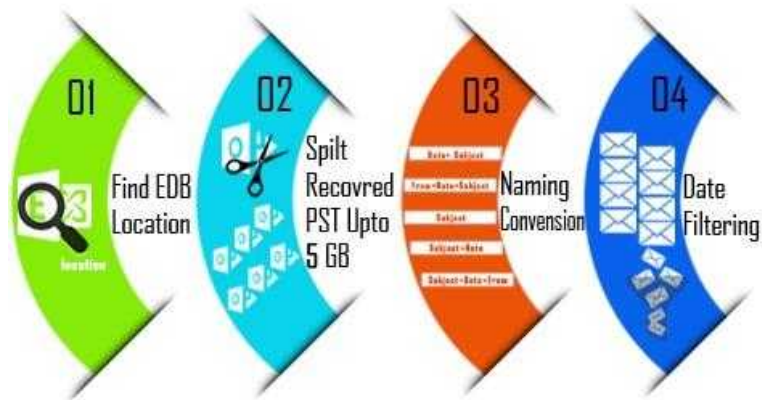 01
Find EDB
Location
location
02
Spilt
Recovred
PST Upto
5 GB
03
Date+ Subject
From+Date+Subject
Subject
Subject+Date
Subject+Date+From
Naming
Convension
04
Date
Filtering